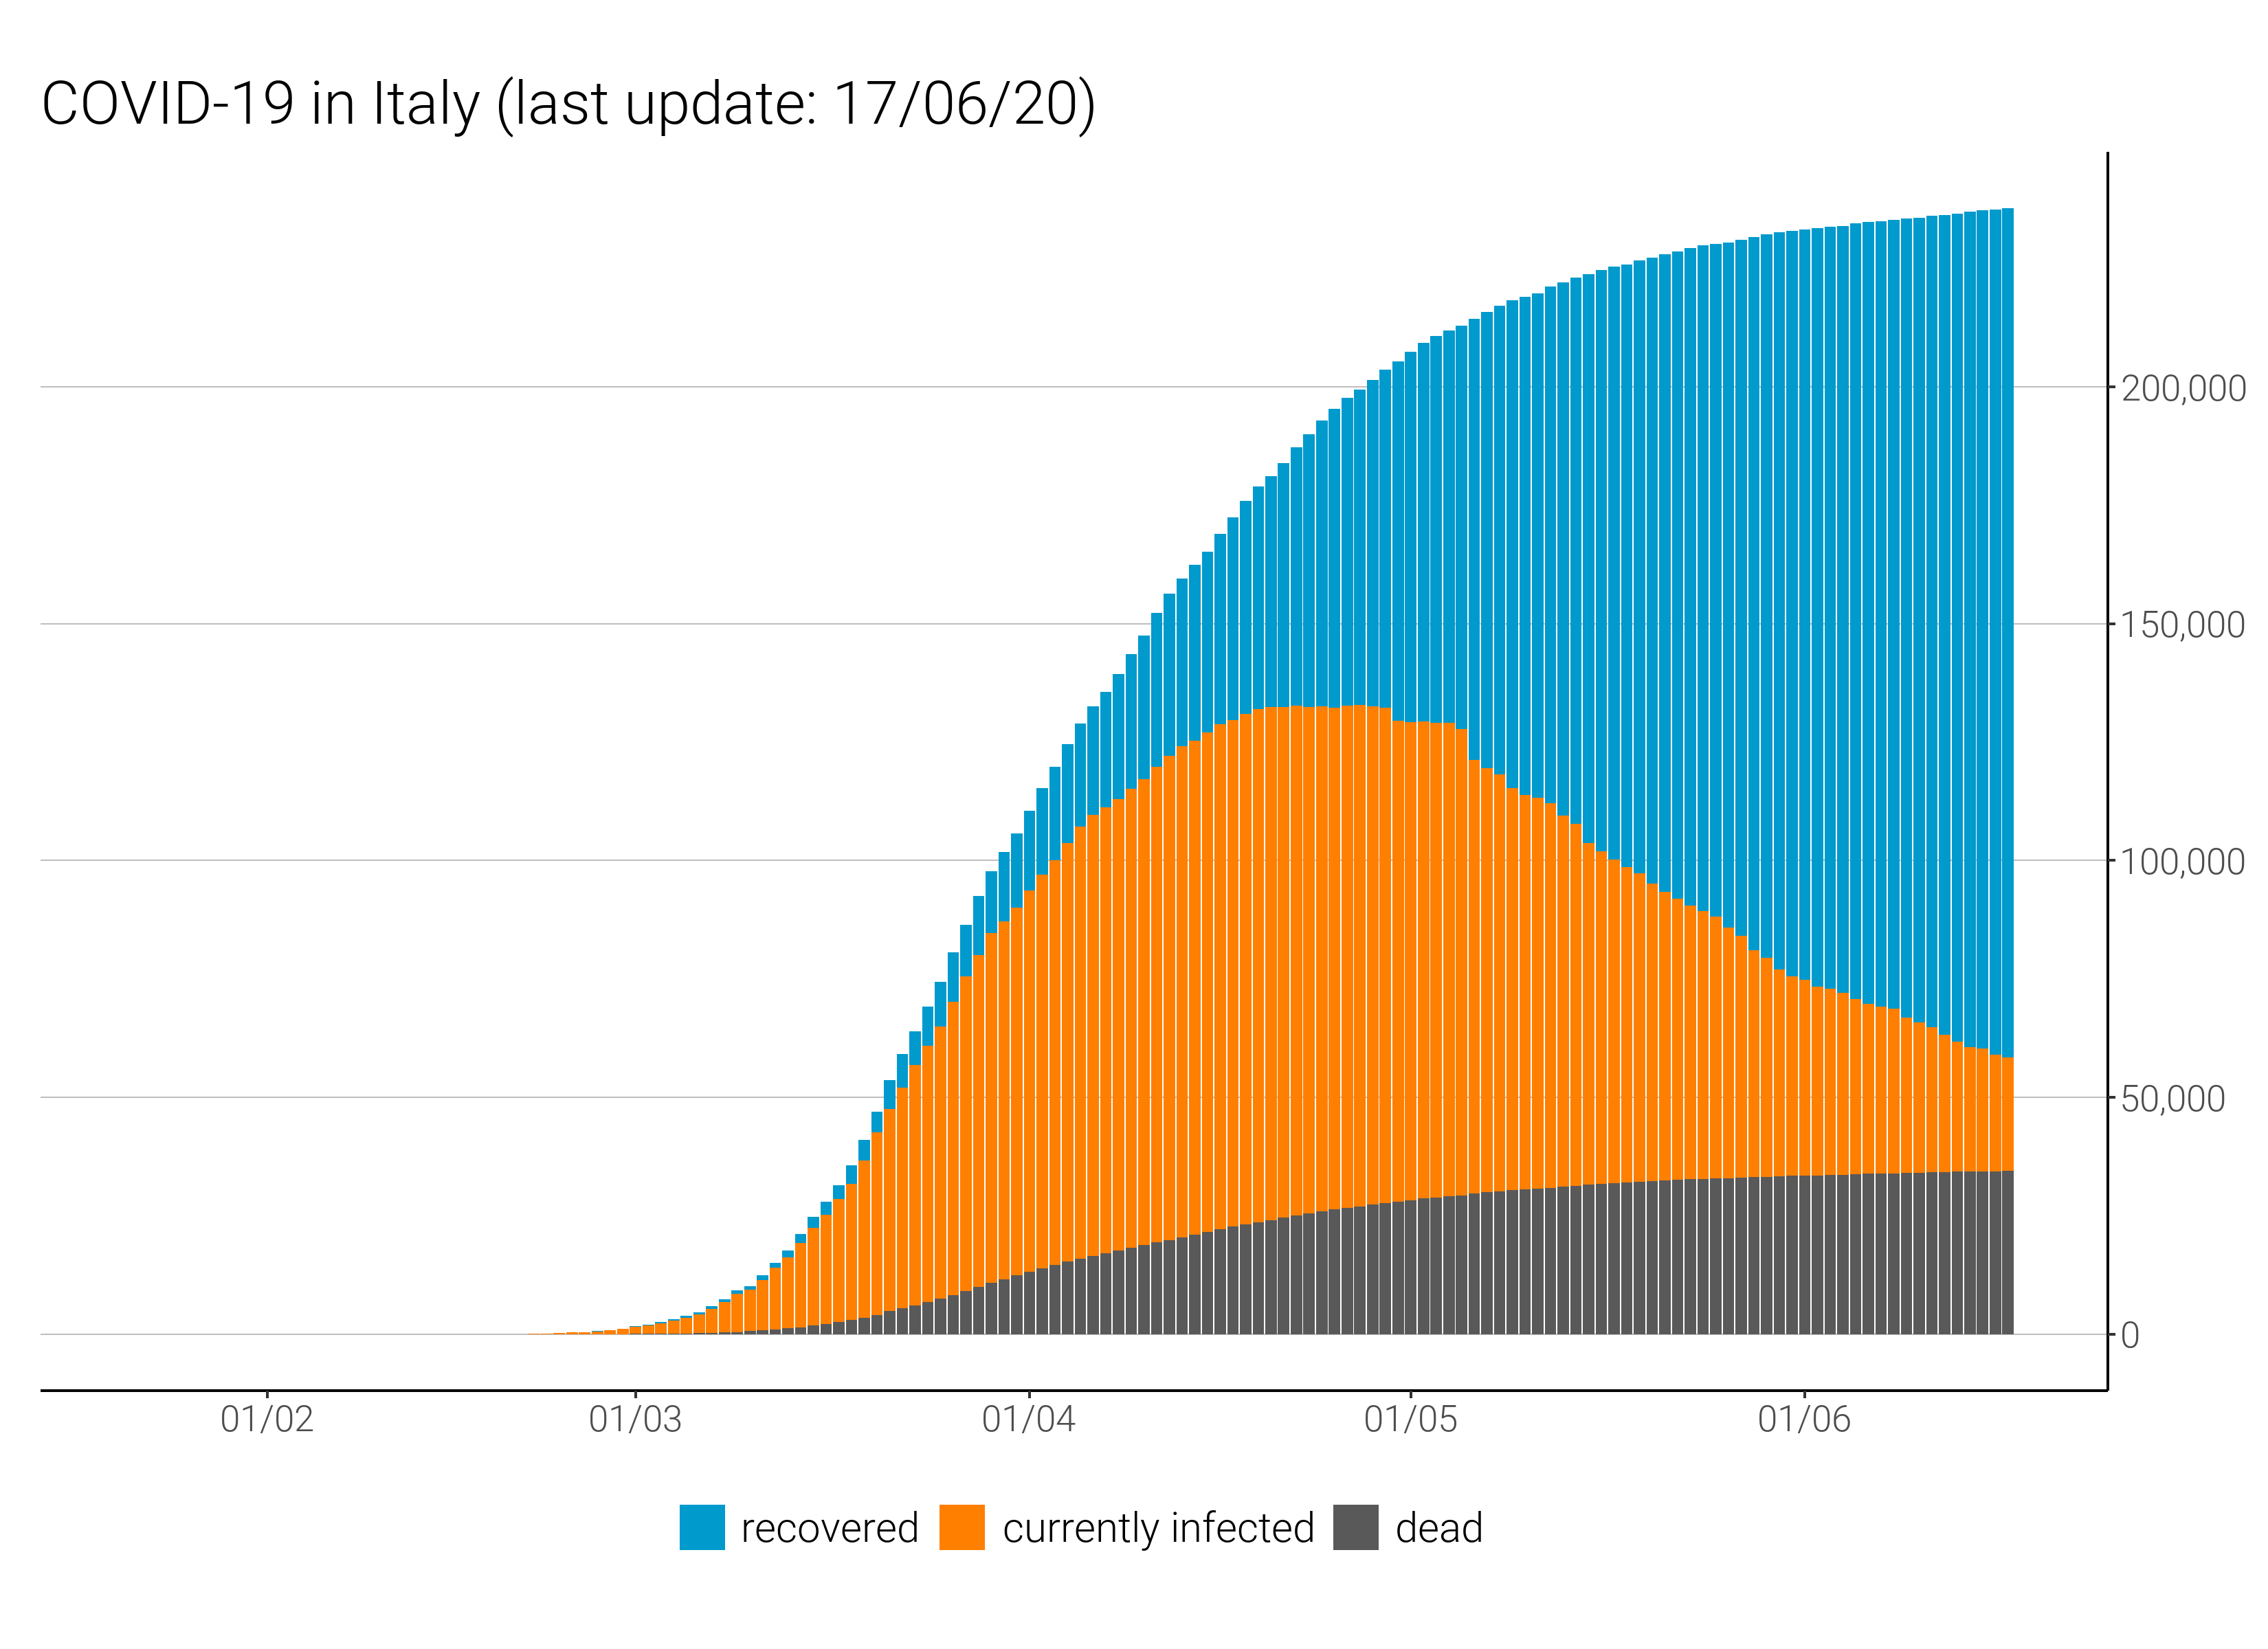 COVID-19 in Italy (last update: 17/06/20)
200,000
150,000
100,000
50,000
0
01/02 01/03 01/04 01/05 01/06
recovered currently infected dead